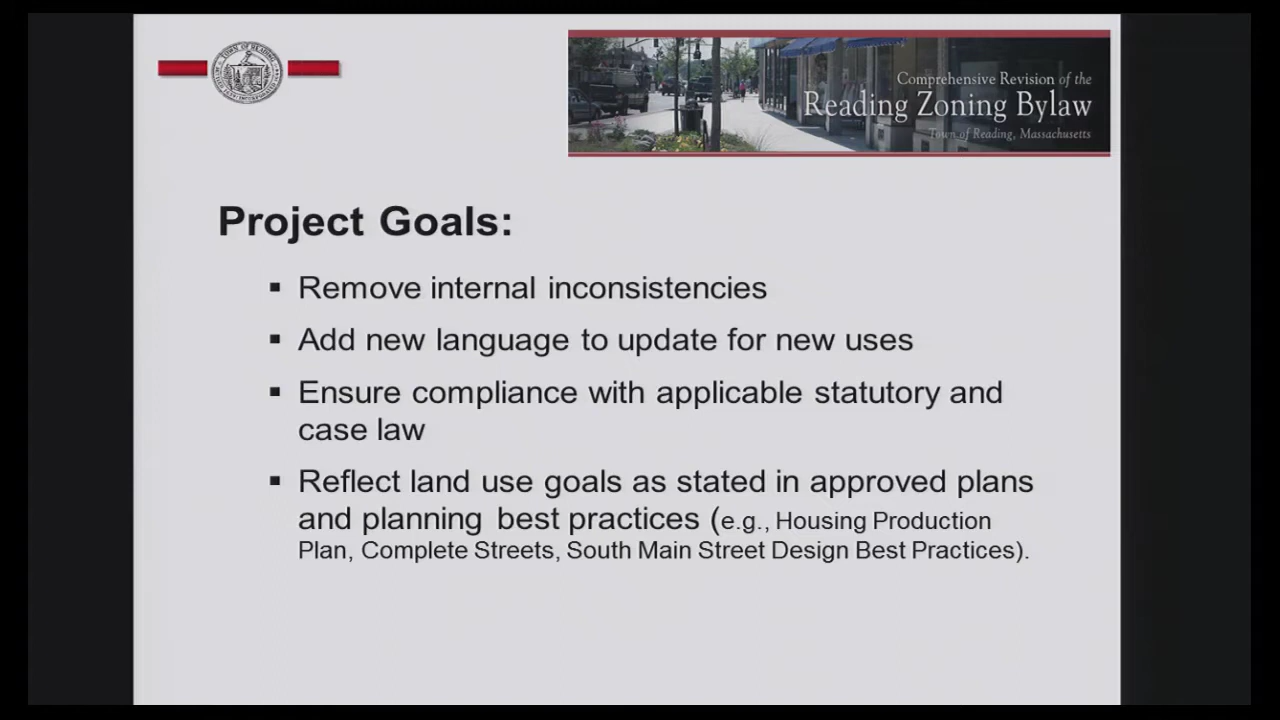 Comprehensive Revision of the
Reading Zoning Bylaw
Town of Reading, Massachusetts
Project Goals:
▪ Remove internal inconsistencies
▪ Add new language to update for new uses
▪ Ensure compliance with applicable statutory and
case law
▪ Reflect land use goals as stated in approved plans
and planning best practices (e.g., Housing Production
Plan, Complete Streets, South Main Street Design Best Practices).